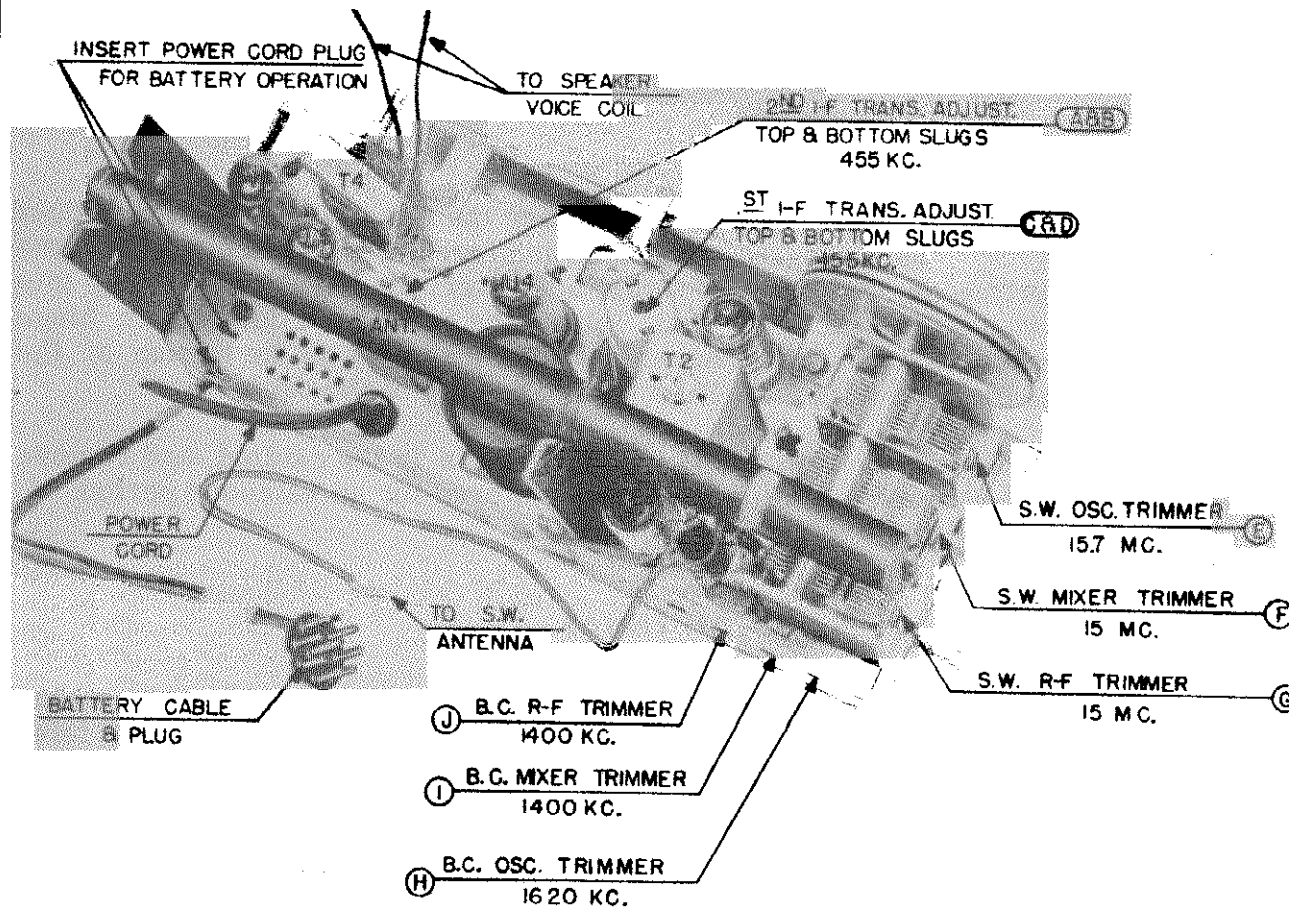 INSERT POWER CORD PLUG
FOR BATTERY OPERATION
TO SPEAKER
VOICE COIL
2ND I-F TRANS. ADJUST.
TOP & BOTTOM SLUGS
455 KC.
A&B
ST I-F TRANS. ADJUST.
TOP & BOTTOM SLUGS
455 KC.
C&D
T4
T2
POWER
CORD
TO S.W.
ANTENNA
BATTERY CABLE
& PLUG
S.W. OSC. TRIMMER
15.7 MC.
E
S.W. MIXER TRIMMER
15 MC.
F
S.W. R-F TRIMMER
15 MC.
G
J
B.C. R-F TRIMMER
1400 KC.
I
B.C. MIXER TRIMMER
1400 KC.
H
B.C. OSC. TRIMMER
1620 KC.